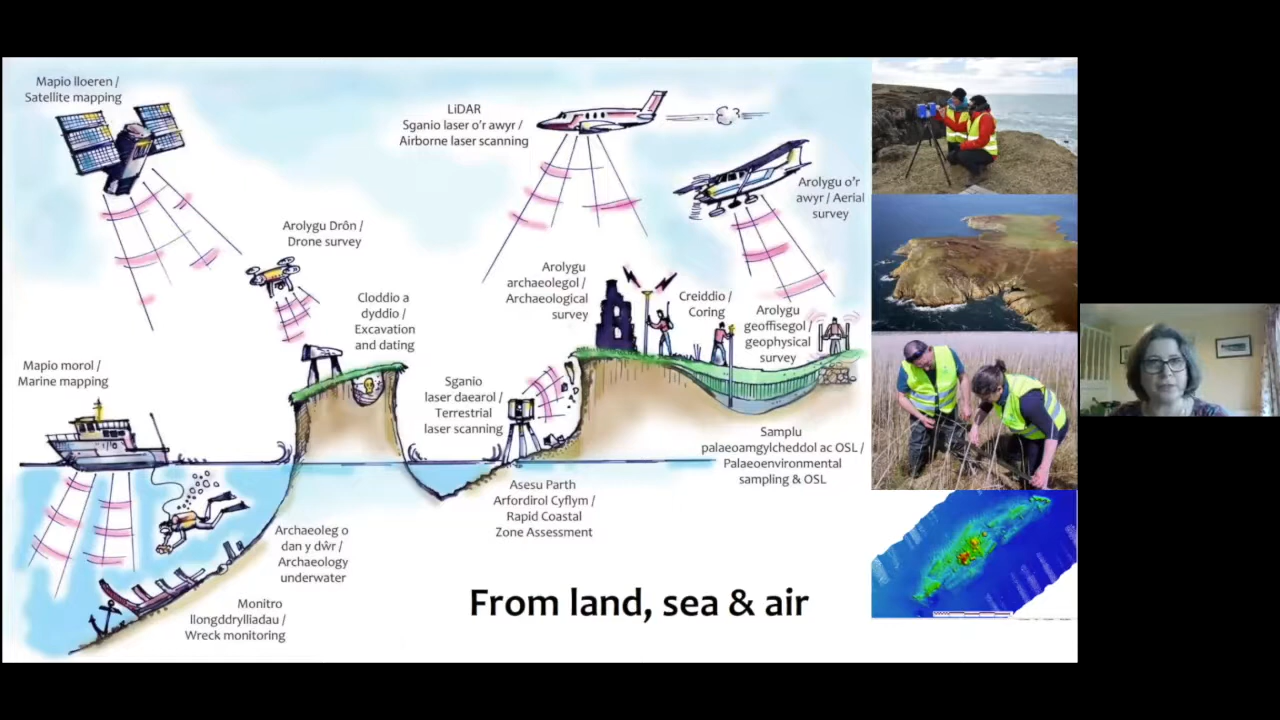 Mapio lloeren /
Satellite mapping
LiDAR
Sganio laser o'r awyr /
Airborne laser scanning
Arolygu o'r
awyr / Aerial
survey
Arolygu Drôn /
Drone survey
Arolygu
archaeolegol /
Archaeological
survey
Creiddio /
Coring
Arolygu
geoffisegol /
geophysical
survey
Cloddio a
dyddio /
Excavation
and dating
Mapio morol /
Marine mapping
Sganio
laser daearol /
Terrestrial
laser scanning
Samplu
palaeoamgylcheddol ac OSL /
Palaeoenvironmental
sampling & OSL
Asesu Parth
Arfordirol Cyflym /
Rapid Coastal
Zone Assessment
Archaeoleg o
dan y dŵr /
Archaeology
underwater
Monitro
llongddrylliadau /
Wreck monitoring
From land, sea & air